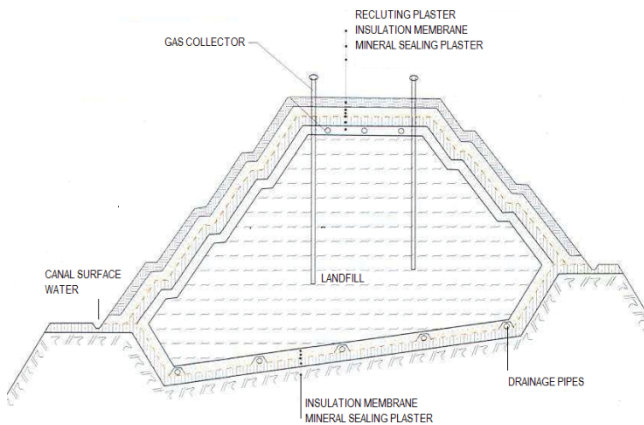 RECLUTING PLASTER
INSULATION MEMBRANE
MINERAL SEALING PLASTER
GAS COLLECTOR
CANAL SURFACE
WATER
LANDFILL
DRAINAGE PIPES
INSULATION MEMBRANE
MINERAL SEALING PLASTER